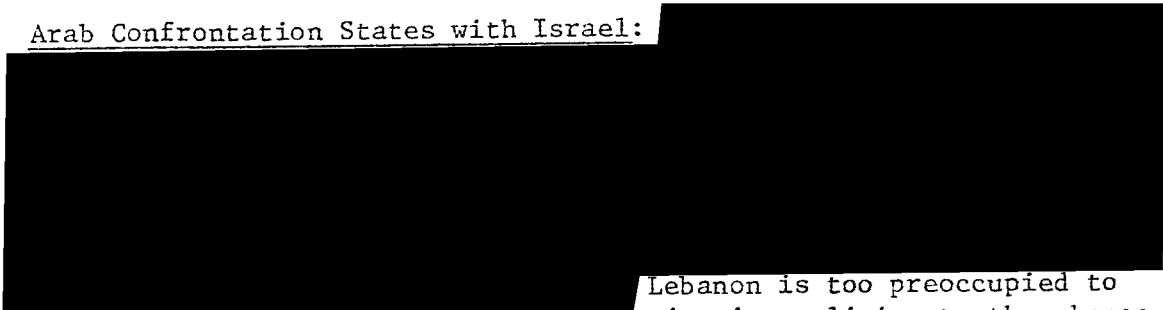 Arab Confrontation States with Israel:
Lebanon is too preoccupied to